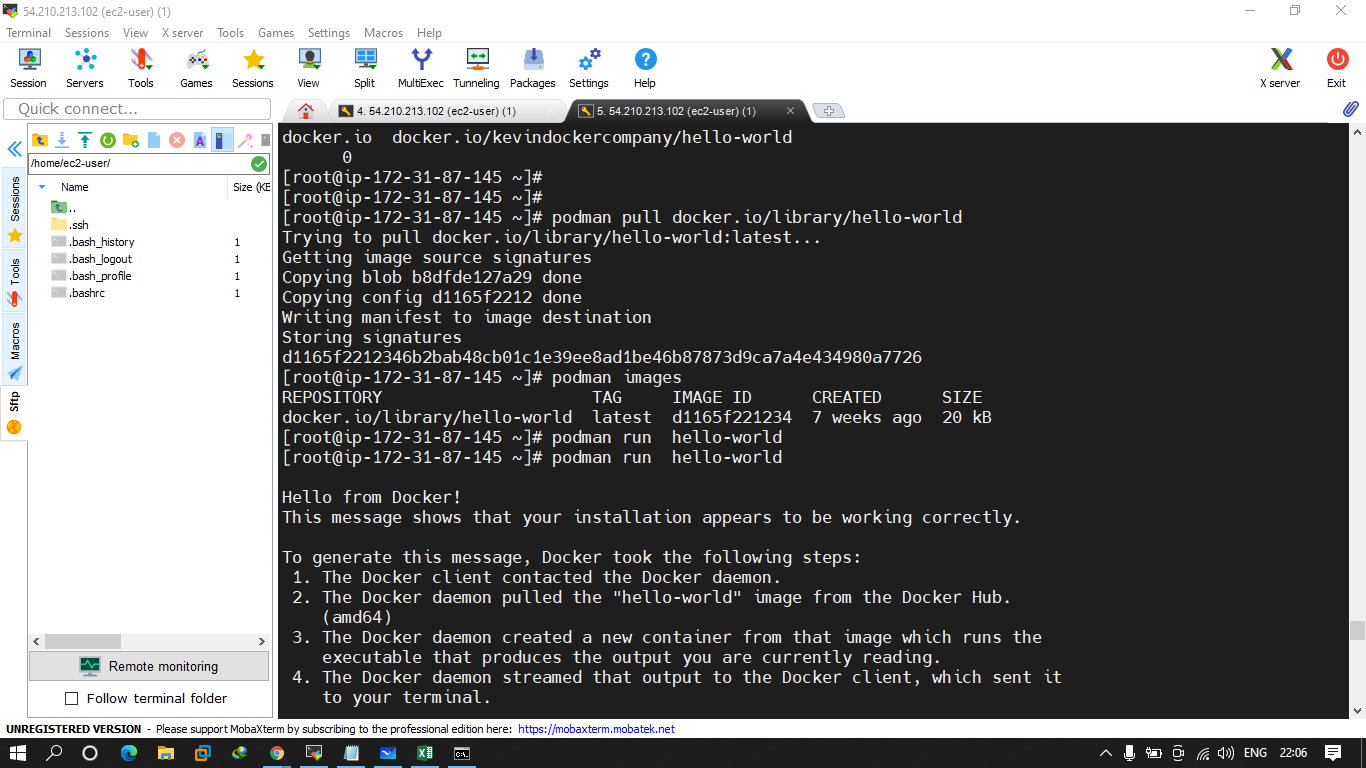 54.210.213.102 (ec2-user) (1)
Terminal Sessions View X server Tools Games Settings Macros Help
Session Servers Tools Games Sessions View Split MultiExec Tunneling Packages Settings Help X server Exit
Quick connect...
4. 54.210.213.102 (ec2-user) (1)
5. 54.210.213.102 (ec2-user) (1)
/home/ec2-user/
Name Size (KB
..
.ssh
.bash_history 1
.bash_logout 1
.bash_profile 1
.bashrc 1
Sessions
Tools
Macros
Sftp
Remote monitoring
Follow terminal folder
docker.io  docker.io/kevindockercompany/hello-world
      0
[root@ip-172-31-87-145 ~]#
[root@ip-172-31-87-145 ~]#
[root@ip-172-31-87-145 ~]# podman pull docker.io/library/hello-world
Trying to pull docker.io/library/hello-world:latest...
Getting image source signatures
Copying blob b8dfde127a29 done
Copying config d1165f2212 done
Writing manifest to image destination
Storing signatures
d1165f2212346b2bab48cb01c1e39ee8ad1be46b87873d9ca7a4e434980a7726
[root@ip-172-31-87-145 ~]# podman images
REPOSITORY                     TAG     IMAGE ID      CREATED      SIZE
docker.io/library/hello-world  latest  d1165f221234  7 weeks ago  20 kB
[root@ip-172-31-87-145 ~]# podman run  hello-world
[root@ip-172-31-87-145 ~]# podman run  hello-world
Hello from Docker!
This message shows that your installation appears to be working correctly.
To generate this message, Docker took the following steps:
 1. The Docker client contacted the Docker daemon.
 2. The Docker daemon pulled the "hello-world" image from the Docker Hub.
    (amd64)
 3. The Docker daemon created a new container from that image which runs the
    executable that produces the output you are currently reading.
 4. The Docker daemon streamed that output to the Docker client, which sent it
    to your terminal.
UNREGISTERED VERSION - Please support MobaXterm by subscribing to the professional edition here: https://mobaxterm.mobatek.net
ENG 22:06